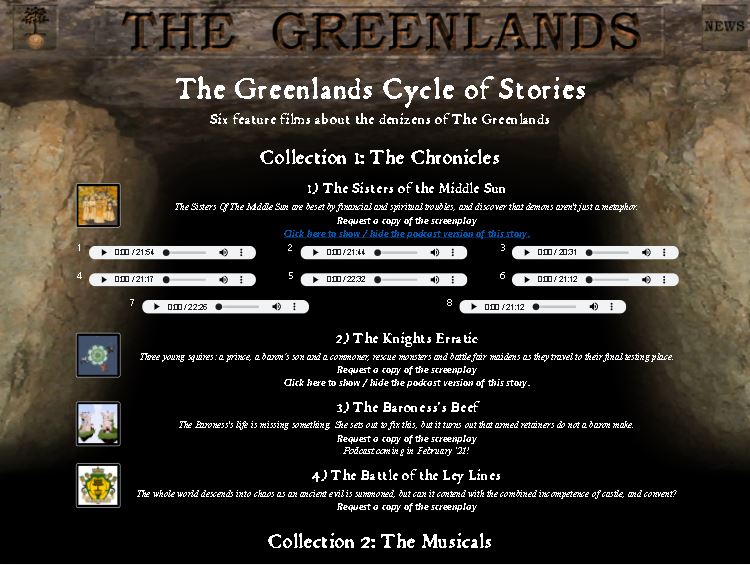 THE GREENLANDS
NEWS
The Greenlands Cycle of Stories
Six feature films about the denizens of The Greenlands
Collection 1: The Chronicles
1) The Sisters of the Middle Sun
The Sisters Of The Middle Sun are beset by financial and spiritual troubles, and discover that demons aren't just a metaphor.
Request a copy of the screenplay
Click here to show / hide the podcast version of this story.
1 0:00 / 21:54 2 0:00 / 21:44 3 0:00 / 20:31
4 0:00 / 21:17 5 0:00 / 22:32 6 0:00 / 21:12
7 0:00 / 22:26 8 0:00 / 21:12
2) The Knights Erratic
Three young squires: a prince, a baron's son and a commoner, rescue monsters and battle fair maidens as they travel to their final testing place.
Request a copy of the screenplay
Click here to show / hide the podcast version of this story.
3) The Baroness's Beef
The Baroness's life is missing something. She sets out to fix this, but it turns out that armed retainers do not a baron make.
Request a copy of the screenplay
Podcast coming in February '21!
4) The Battle of the Ley Lines
The whole world descends into chaos as an ancient evil is summoned, but can it contend with the combined incompetence of castle, and convent?
Request a copy of the screenplay
Collection 2: The Musicals